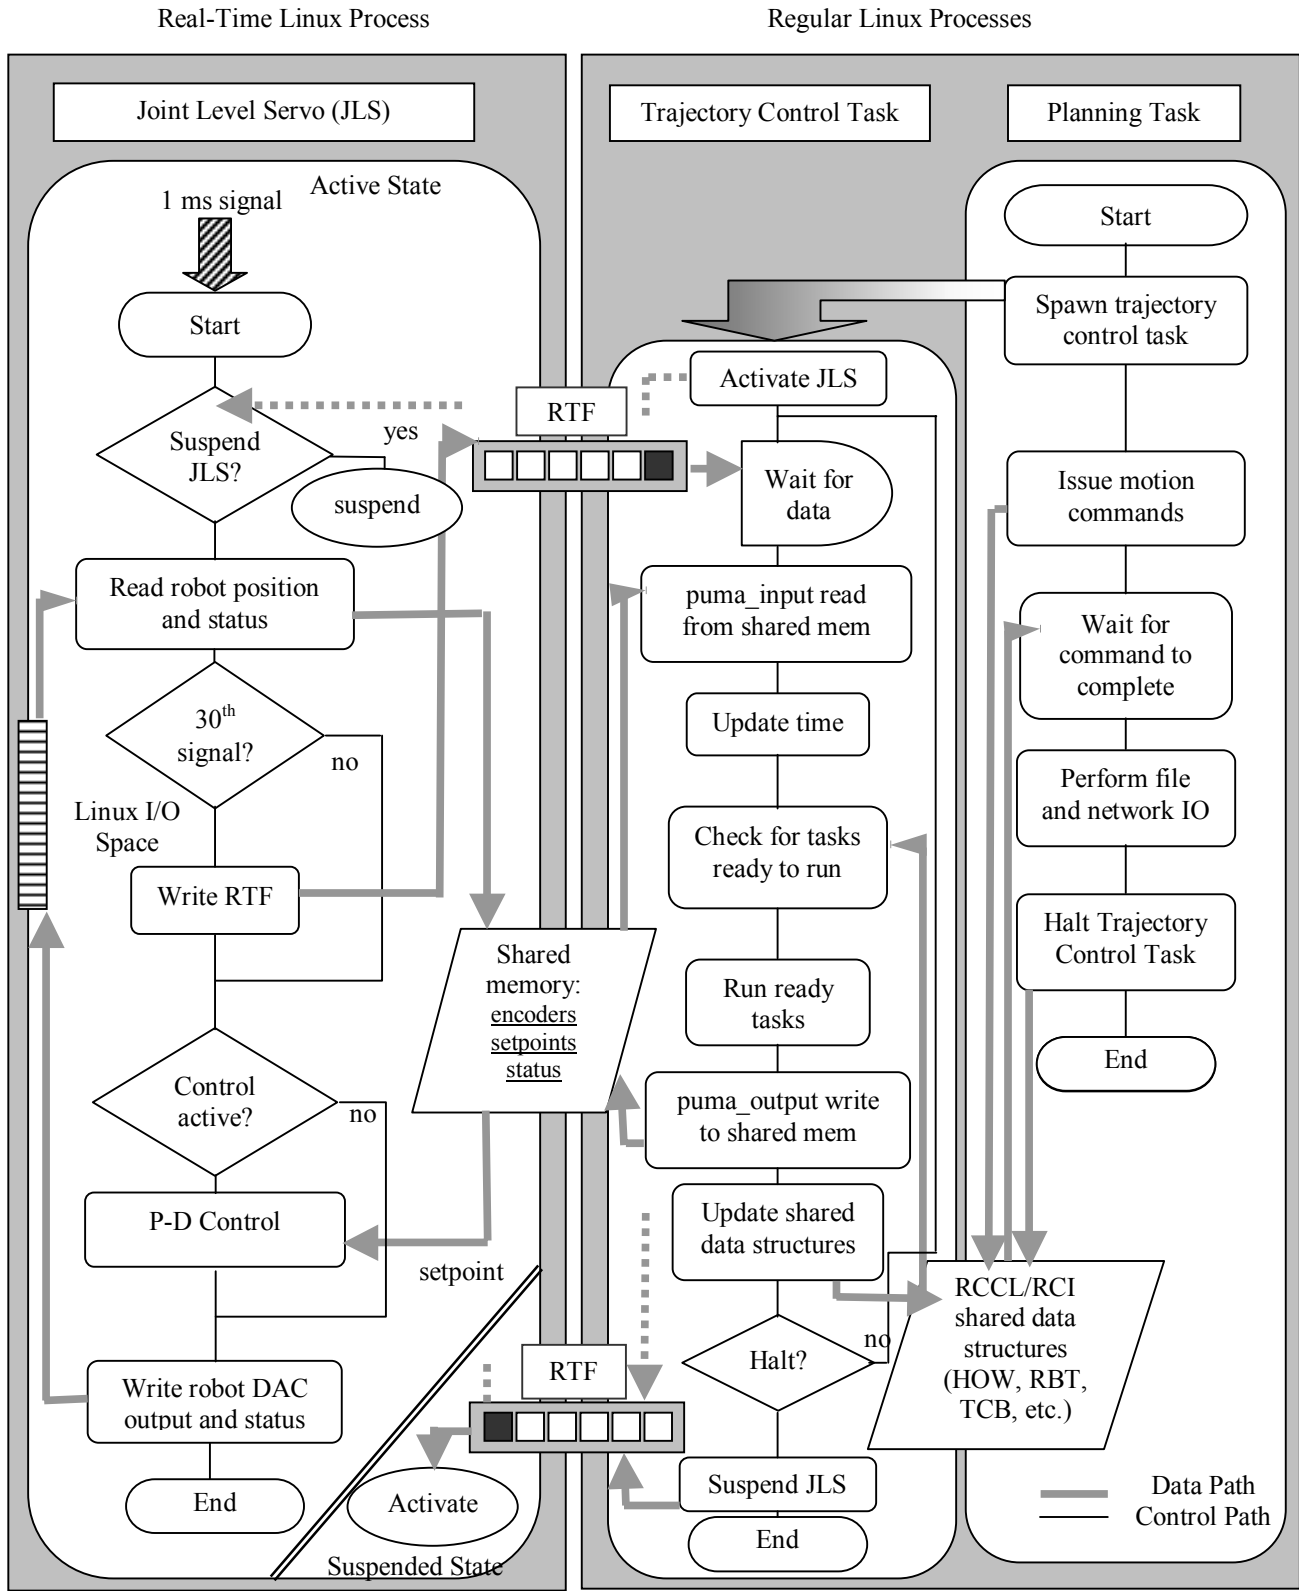 Real-Time Linux Process
Regular Linux Processes
Joint Level Servo (JLS)
Trajectory Control Task
Planning Task
Active State
1 ms signal
Start
Suspend
JLS?
yes
suspend
Read robot position
and status
30th
signal?
no
Linux I/O
Space
Write RTF
Control
active?
no
P-D Control
setpoint
Write robot DAC
output and status
End
Activate
Suspended State
RTF
Shared
memory:
encoders
setpoints
status
RTF
Activate JLS
Wait for
data
puma_input read
from shared mem
Update time
Check for tasks
ready to run
Run ready
tasks
puma_output write
to shared mem
Update shared
data structures
Halt?
no
Suspend JLS
End
Start
Spawn trajectory
control task
Issue motion
commands
Wait for
command to
complete
Perform file
and network IO
Halt Trajectory
Control Task
End
RCCL/RCI
shared data
structures
(HOW, RBT,
TCB, etc.)
Data Path
Control Path